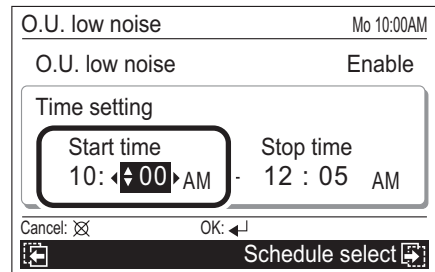 O.U. low noise Mo 10:00AM
O.U. low noise Enable
Time setting
Start time Stop time
10: 00 AM - 12 : 05 AM
Cancel: OK:
Schedule select